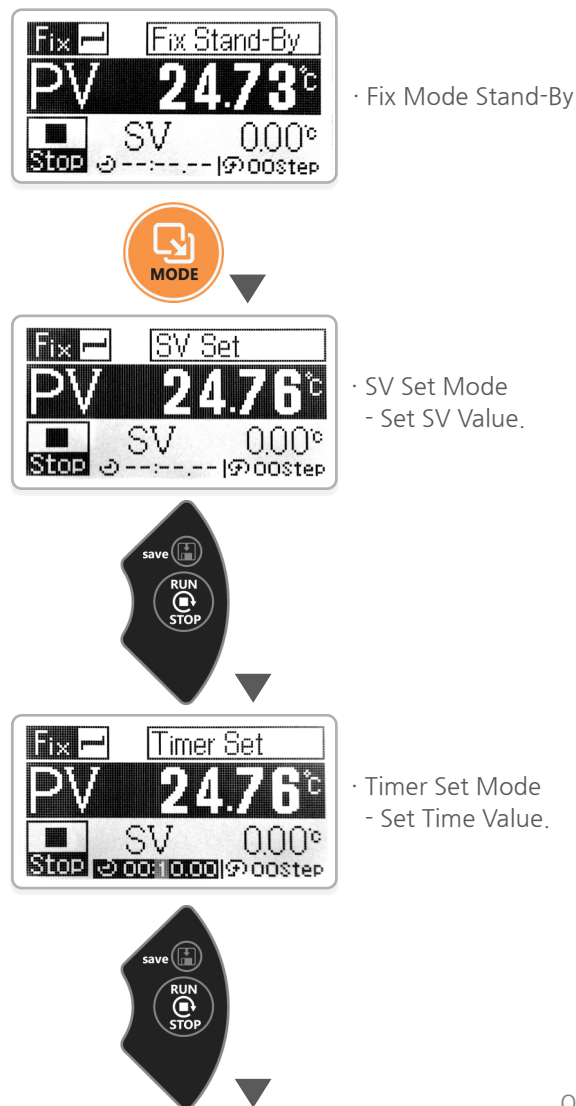 Fix
Fix Stand-By
PV 24.73℃
Stop
SV 0.00℃
--:--.--|00Step
· Fix Mode Stand-By
MODE
Fix
SV Set
PV 24.76℃
Stop
SV 0.00℃
--:--.--|00Step
· SV Set Mode
- Set SV Value.
save
RUN
STOP
Fix
Timer Set
PV 24.76℃
Stop
SV 0.00℃
00:10.00|00Step
· Timer Set Mode
- Set Time Value.
save
RUN
STOP